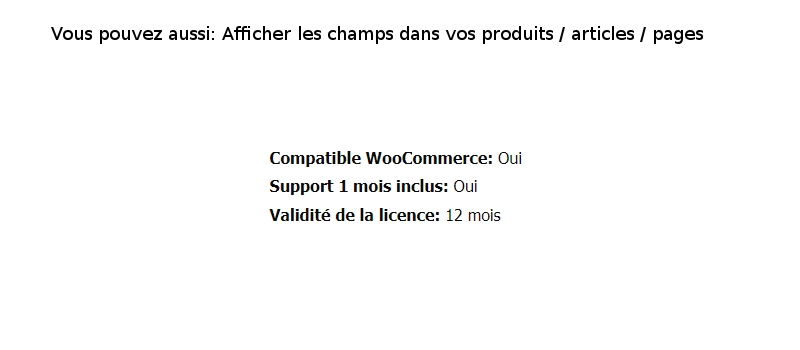 Vous pouvez aussi: Afficher les champs dans vos produits / articles / pages
Compatible WooCommerce: Oui
Support 1 mois inclus: Oui
Validité de la licence: 12 mois